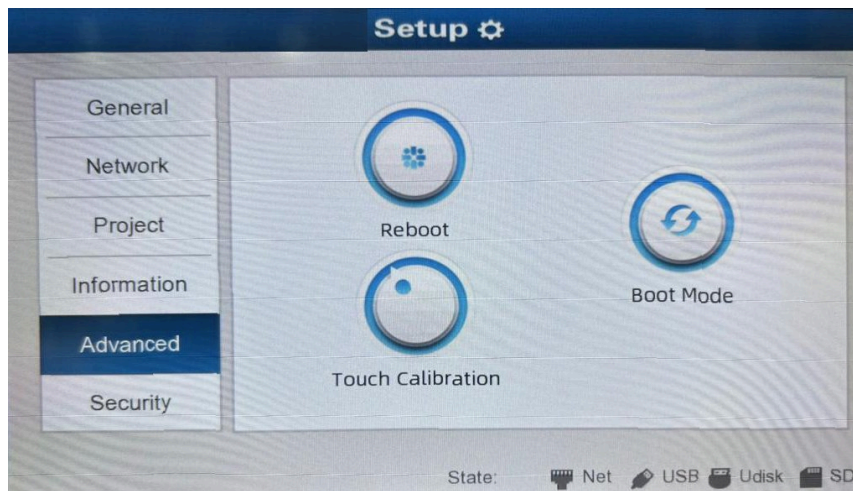 Setup
General
Network
Project
Information
Advanced
Security
Reboot
Boot Mode
Touch Calibration
State: Net USB Udisk SD